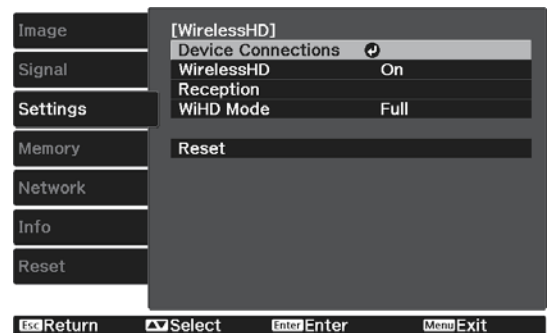 Image
Signal
Settings
Memory
Network
Info
Reset
[WirelessHD]
Device Connections
WirelessHD On
Reception
WiHD Mode Full
Reset
Esc Return Select Enter Enter Menu Exit